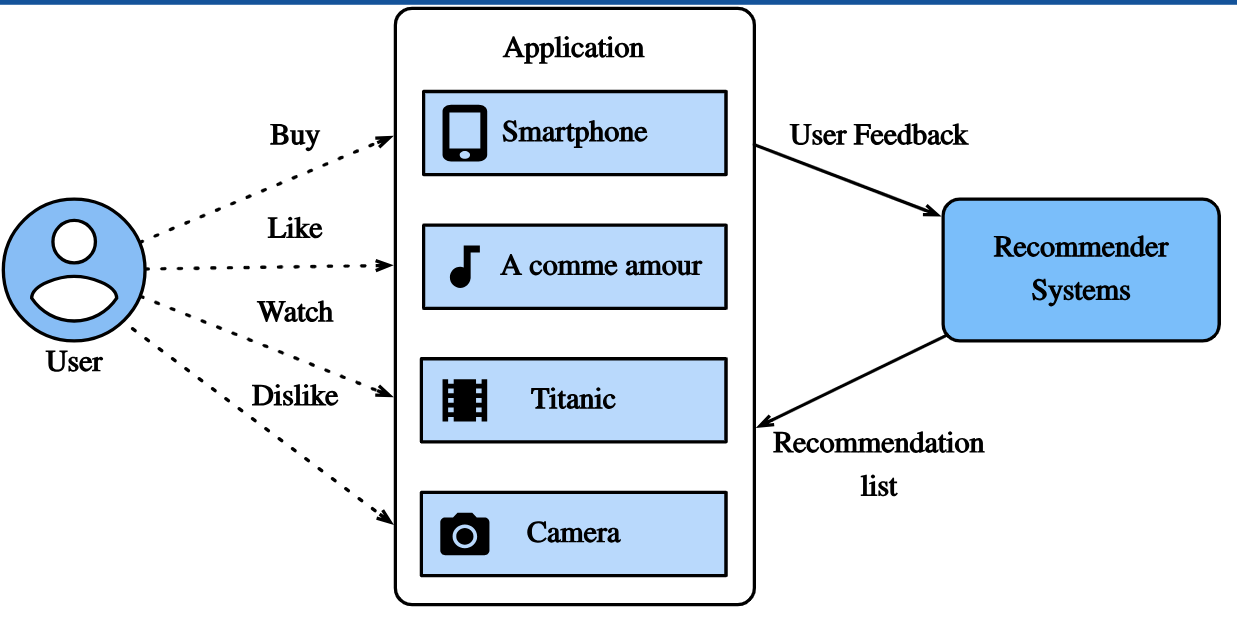 Application
Buy
Smartphone
User Feedback
Like
A comme amour
Recommender
Systems
Watch
User
Titanic
Dislike
Recommendation
list
Camera